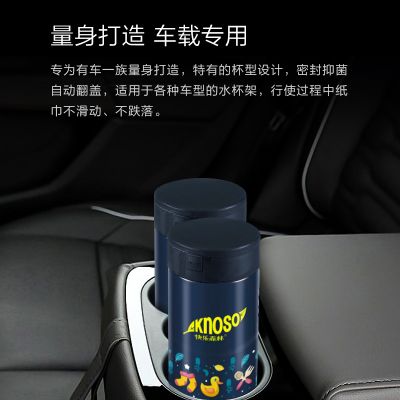 量身打造 车载专用
专为有车一族量身打造，特有的杯型设计，密封抑菌
自动翻盖，适用于各种车型的水杯架，行使过程中纸
巾不滑动、不跌落。
AKNOSO
快乐森林